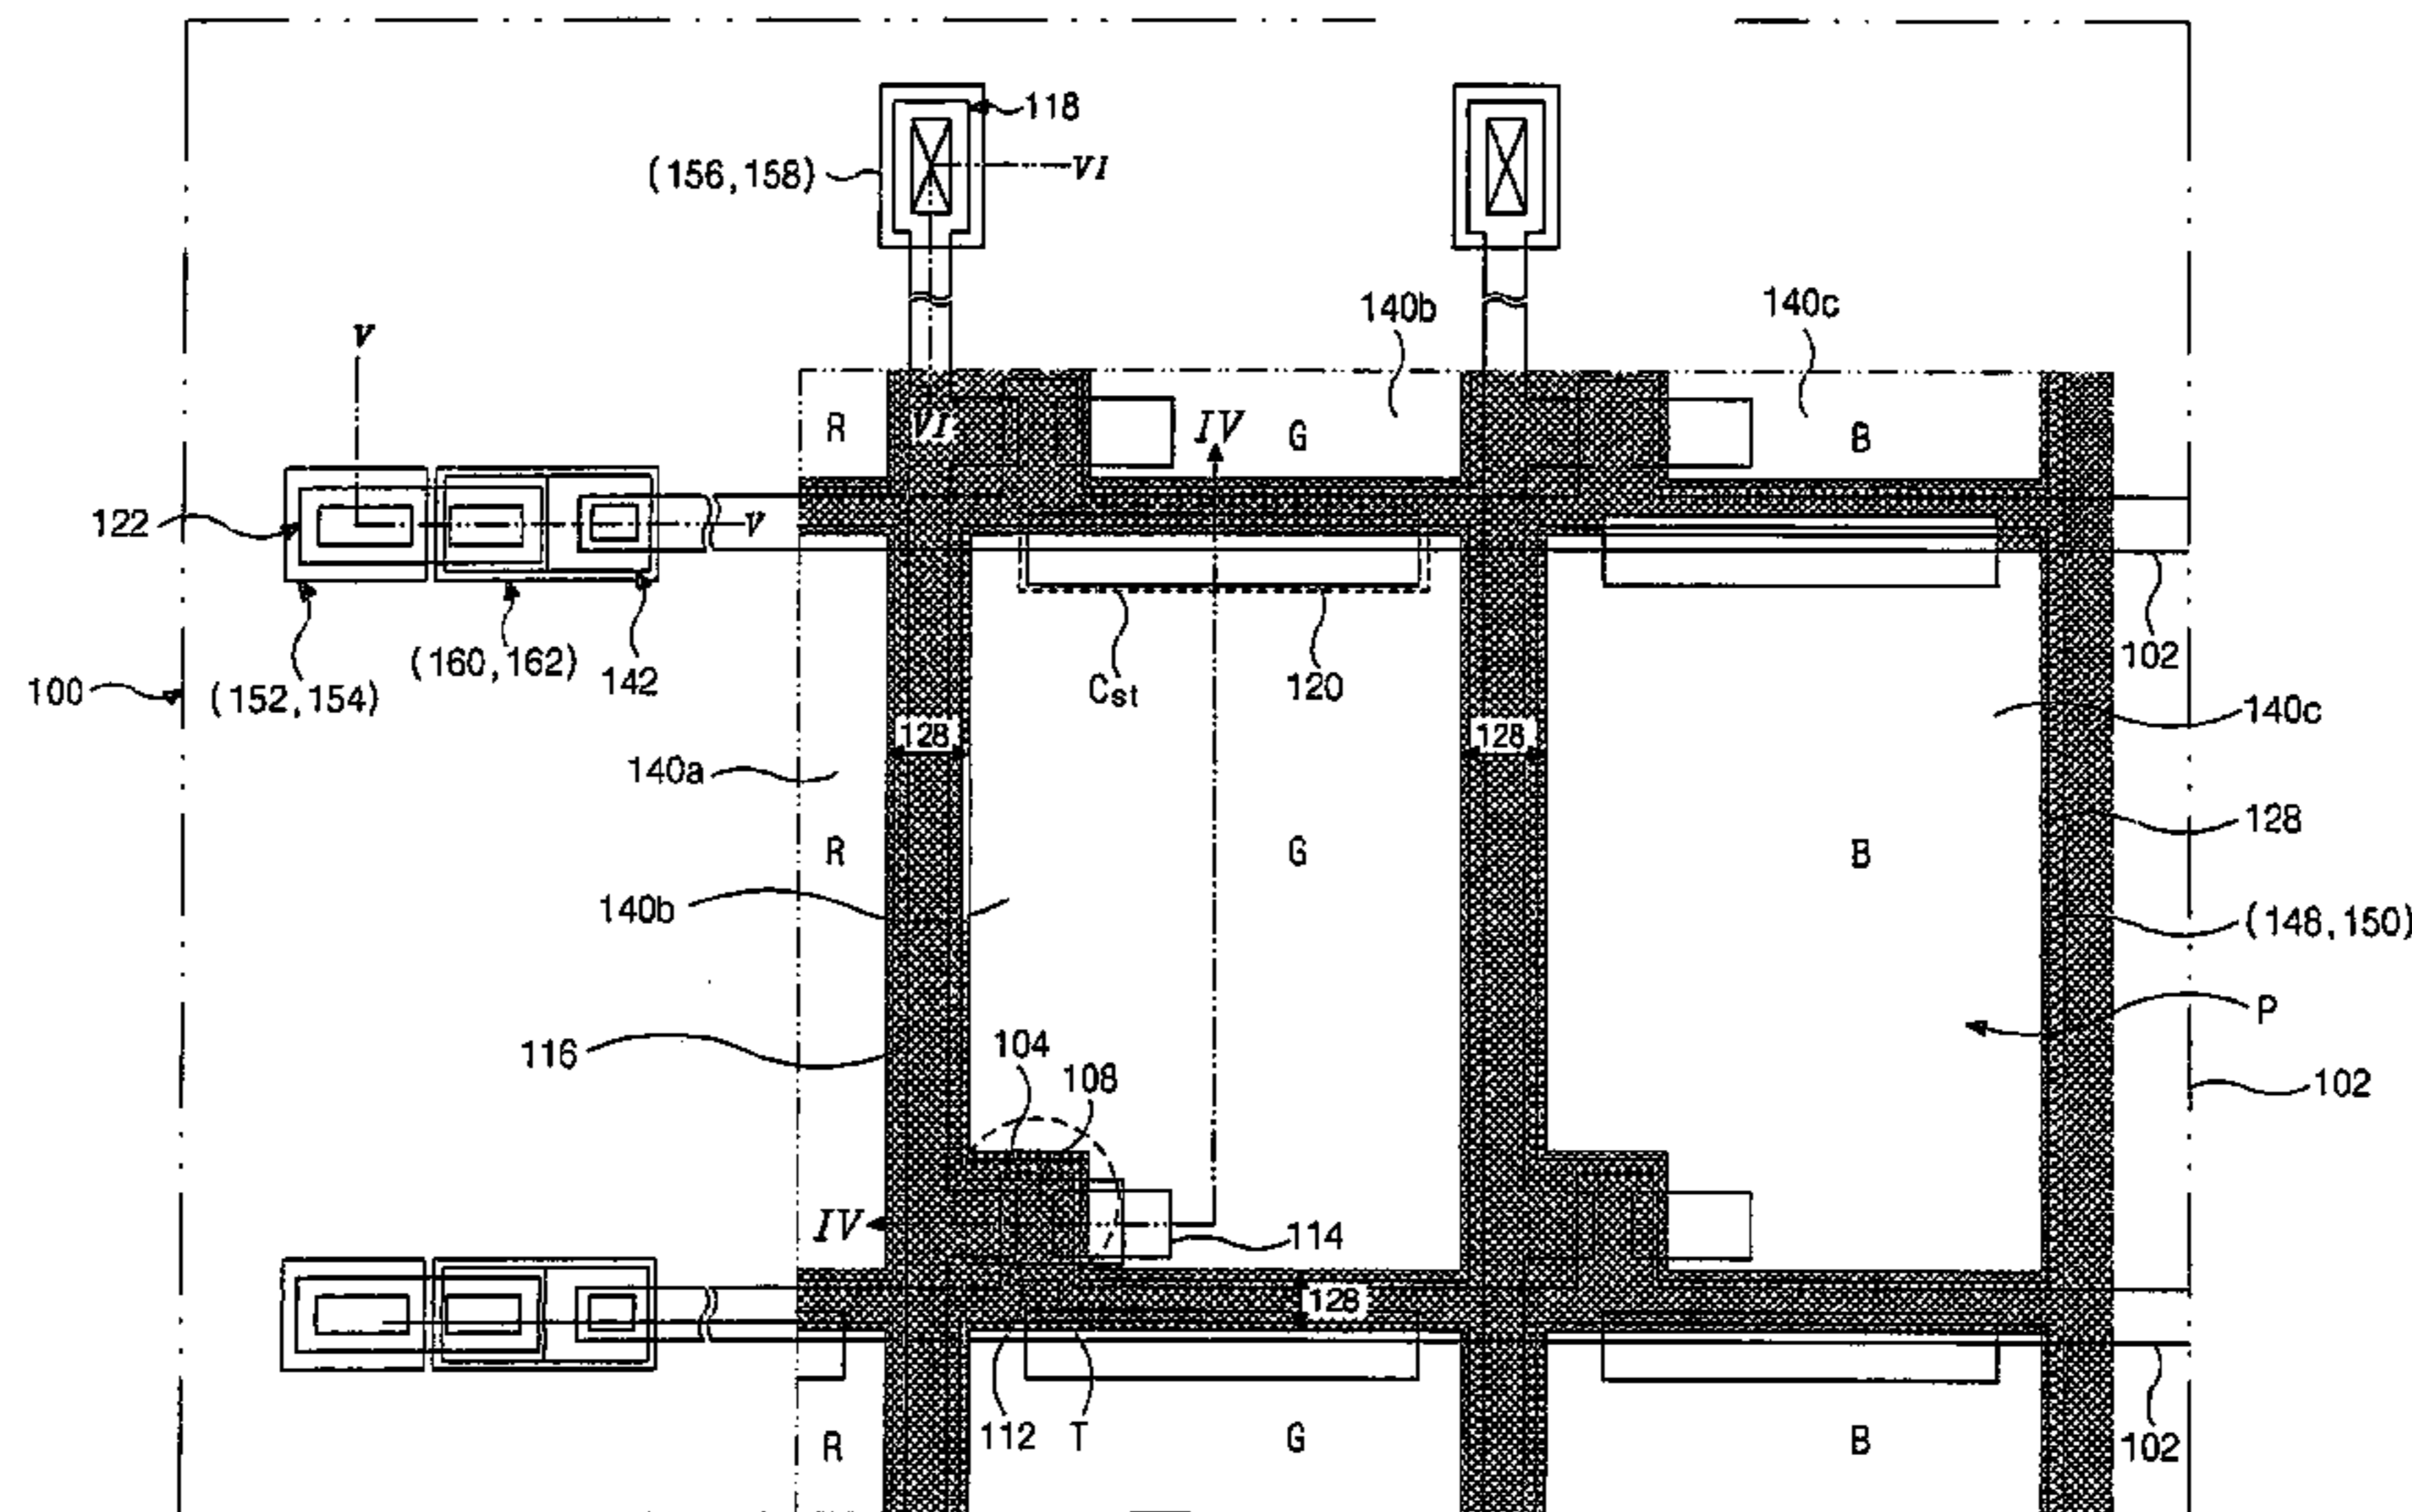 118
(156,158)
VI
140b
140c
V
R
VI
IV
G
B
122
V
Cst
120
102
(160,162)
142
100
(152,154)
140c
128
128
140a
128
R
G
B
140b
(148,150)
116
104
108
P
102
IV
114
128
112
T
R
G
B
102